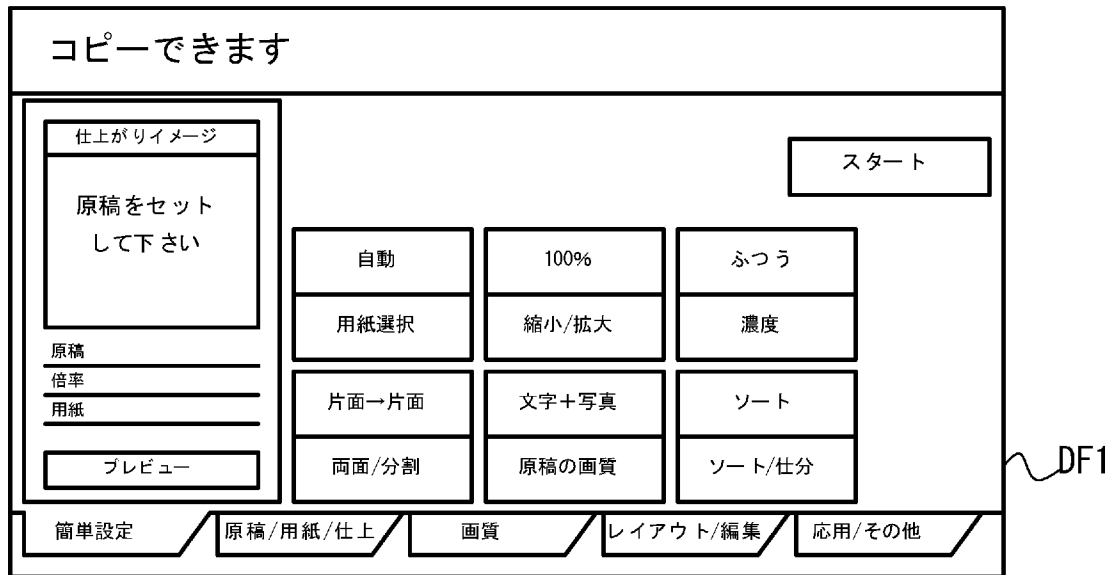 コピーできます
仕上がりイメージ
原稿をセット
して下さい
原稿
倍率
用紙
プレビュー
スタート
自動
100%
ふつう
用紙選択
縮小/拡大
濃度
片面→片面
文字+写真
ソート
両面/分割
原稿の画質
ソート/仕分
DF1
簡単設定
原稿/用紙/仕上
画質
レイアウト/編集
応用/その他